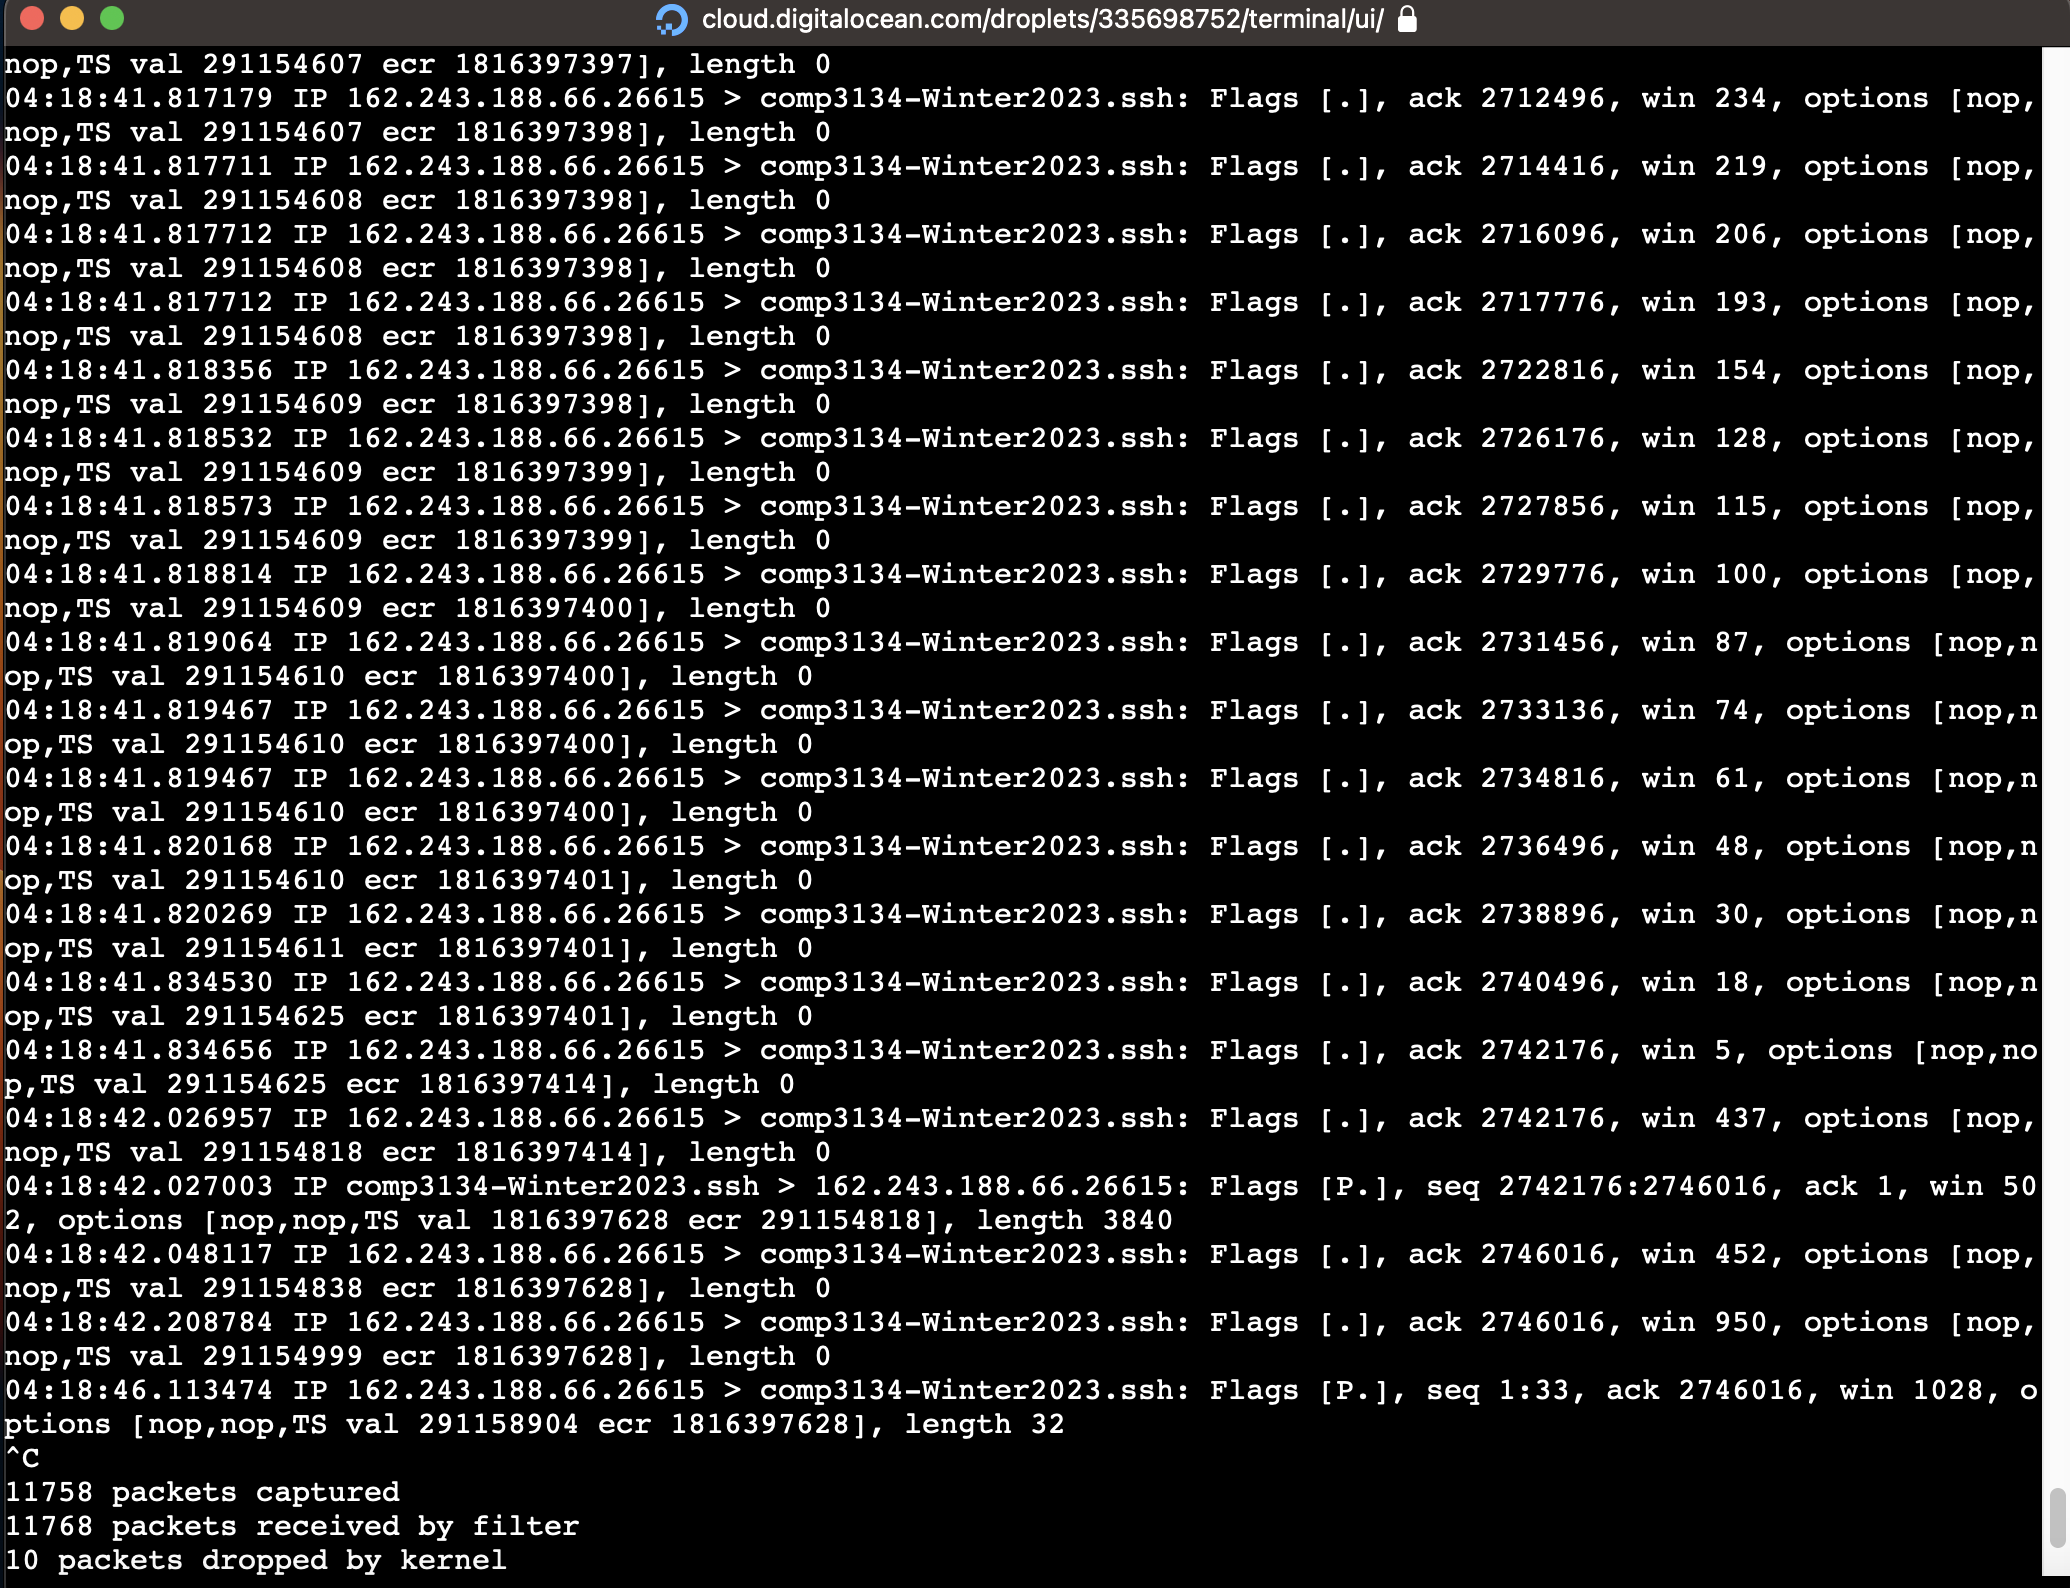 cloud.digitalocean.com/droplets/335698752/terminal/ui/
nop,TS val 291154607 ecr 1816397397], length 0
04:18:41.817179 IP 162.243.188.66.26615 > comp3134-Winter2023.ssh: Flags [.], ack 2712496, win 234, options [nop,
nop,TS val 291154607 ecr 1816397398], length 0
04:18:41.817711 IP 162.243.188.66.26615 > comp3134-Winter2023.ssh: Flags [.], ack 2714416, win 219, options [nop,
nop,TS val 291154608 ecr 1816397398], length 0
04:18:41.817712 IP 162.243.188.66.26615 > comp3134-Winter2023.ssh: Flags [.], ack 2716096, win 206, options [nop,
nop,TS val 291154608 ecr 1816397398], length 0
04:18:41.817712 IP 162.243.188.66.26615 > comp3134-Winter2023.ssh: Flags [.], ack 2717776, win 193, options [nop,
nop,TS val 291154608 ecr 1816397398], length 0
04:18:41.818356 IP 162.243.188.66.26615 > comp3134-Winter2023.ssh: Flags [.], ack 2722816, win 154, options [nop,
nop,TS val 291154609 ecr 1816397398], length 0
04:18:41.818532 IP 162.243.188.66.26615 > comp3134-Winter2023.ssh: Flags [.], ack 2726176, win 128, options [nop,
nop,TS val 291154609 ecr 1816397399], length 0
04:18:41.818573 IP 162.243.188.66.26615 > comp3134-Winter2023.ssh: Flags [.], ack 2727856, win 115, options [nop,
nop,TS val 291154609 ecr 1816397399], length 0
04:18:41.818814 IP 162.243.188.66.26615 > comp3134-Winter2023.ssh: Flags [.], ack 2729776, win 100, options [nop,
nop,TS val 291154609 ecr 1816397400], length 0
04:18:41.819064 IP 162.243.188.66.26615 > comp3134-Winter2023.ssh: Flags [.], ack 2731456, win 87, options [nop,n
op,TS val 291154610 ecr 1816397400], length 0
04:18:41.819467 IP 162.243.188.66.26615 > comp3134-Winter2023.ssh: Flags [.], ack 2733136, win 74, options [nop,n
op,TS val 291154610 ecr 1816397400], length 0
04:18:41.819467 IP 162.243.188.66.26615 > comp3134-Winter2023.ssh: Flags [.], ack 2734816, win 61, options [nop,n
op,TS val 291154610 ecr 1816397400], length 0
04:18:41.820168 IP 162.243.188.66.26615 > comp3134-Winter2023.ssh: Flags [.], ack 2736496, win 48, options [nop,n
op,TS val 291154610 ecr 1816397401], length 0
04:18:41.820269 IP 162.243.188.66.26615 > comp3134-Winter2023.ssh: Flags [.], ack 2738896, win 30, options [nop,n
op,TS val 291154611 ecr 1816397401], length 0
04:18:41.834530 IP 162.243.188.66.26615 > comp3134-Winter2023.ssh: Flags [.], ack 2740496, win 18, options [nop,n
op,TS val 291154625 ecr 1816397401], length 0
04:18:41.834656 IP 162.243.188.66.26615 > comp3134-Winter2023.ssh: Flags [.], ack 2742176, win 5, options [nop,no
p,TS val 291154625 ecr 1816397414], length 0
04:18:42.026957 IP 162.243.188.66.26615 > comp3134-Winter2023.ssh: Flags [.], ack 2742176, win 437, options [nop,
nop,TS val 291154818 ecr 1816397414], length 0
04:18:42.027003 IP comp3134-Winter2023.ssh > 162.243.188.66.26615: Flags [P.], seq 2742176:2746016, ack 1, win 50
2, options [nop,nop,TS val 1816397628 ecr 291154818], length 3840
04:18:42.048117 IP 162.243.188.66.26615 > comp3134-Winter2023.ssh: Flags [.], ack 2746016, win 452, options [nop,
nop,TS val 291154838 ecr 1816397628], length 0
04:18:42.208784 IP 162.243.188.66.26615 > comp3134-Winter2023.ssh: Flags [.], ack 2746016, win 950, options [nop,
nop,TS val 291154999 ecr 1816397628], length 0
04:18:46.113474 IP 162.243.188.66.26615 > comp3134-Winter2023.ssh: Flags [P.], seq 1:33, ack 2746016, win 1028, o
ptions [nop,nop,TS val 291158904 ecr 1816397628], length 32
^C
11758 packets captured
11768 packets received by filter
10 packets dropped by kernel